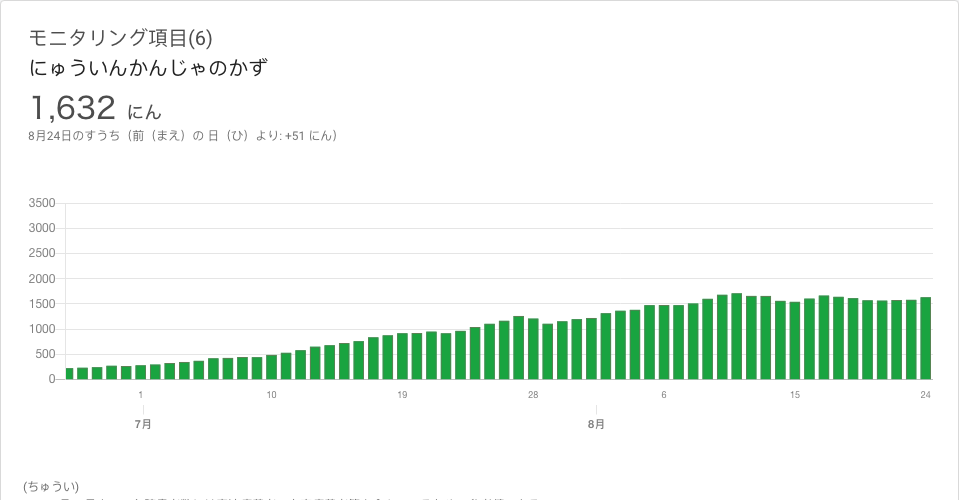 モニタリング項目(6)
にゅういんかんじゃのかず
1,632 にん
8月24日のすうち（前（まえ）の 日（ひ）より: +51 にん）
3500
3000
2500
2000
1500
1000
500
0
1 10 19 28 6 15 24
7月 8月
(ちゅうい)